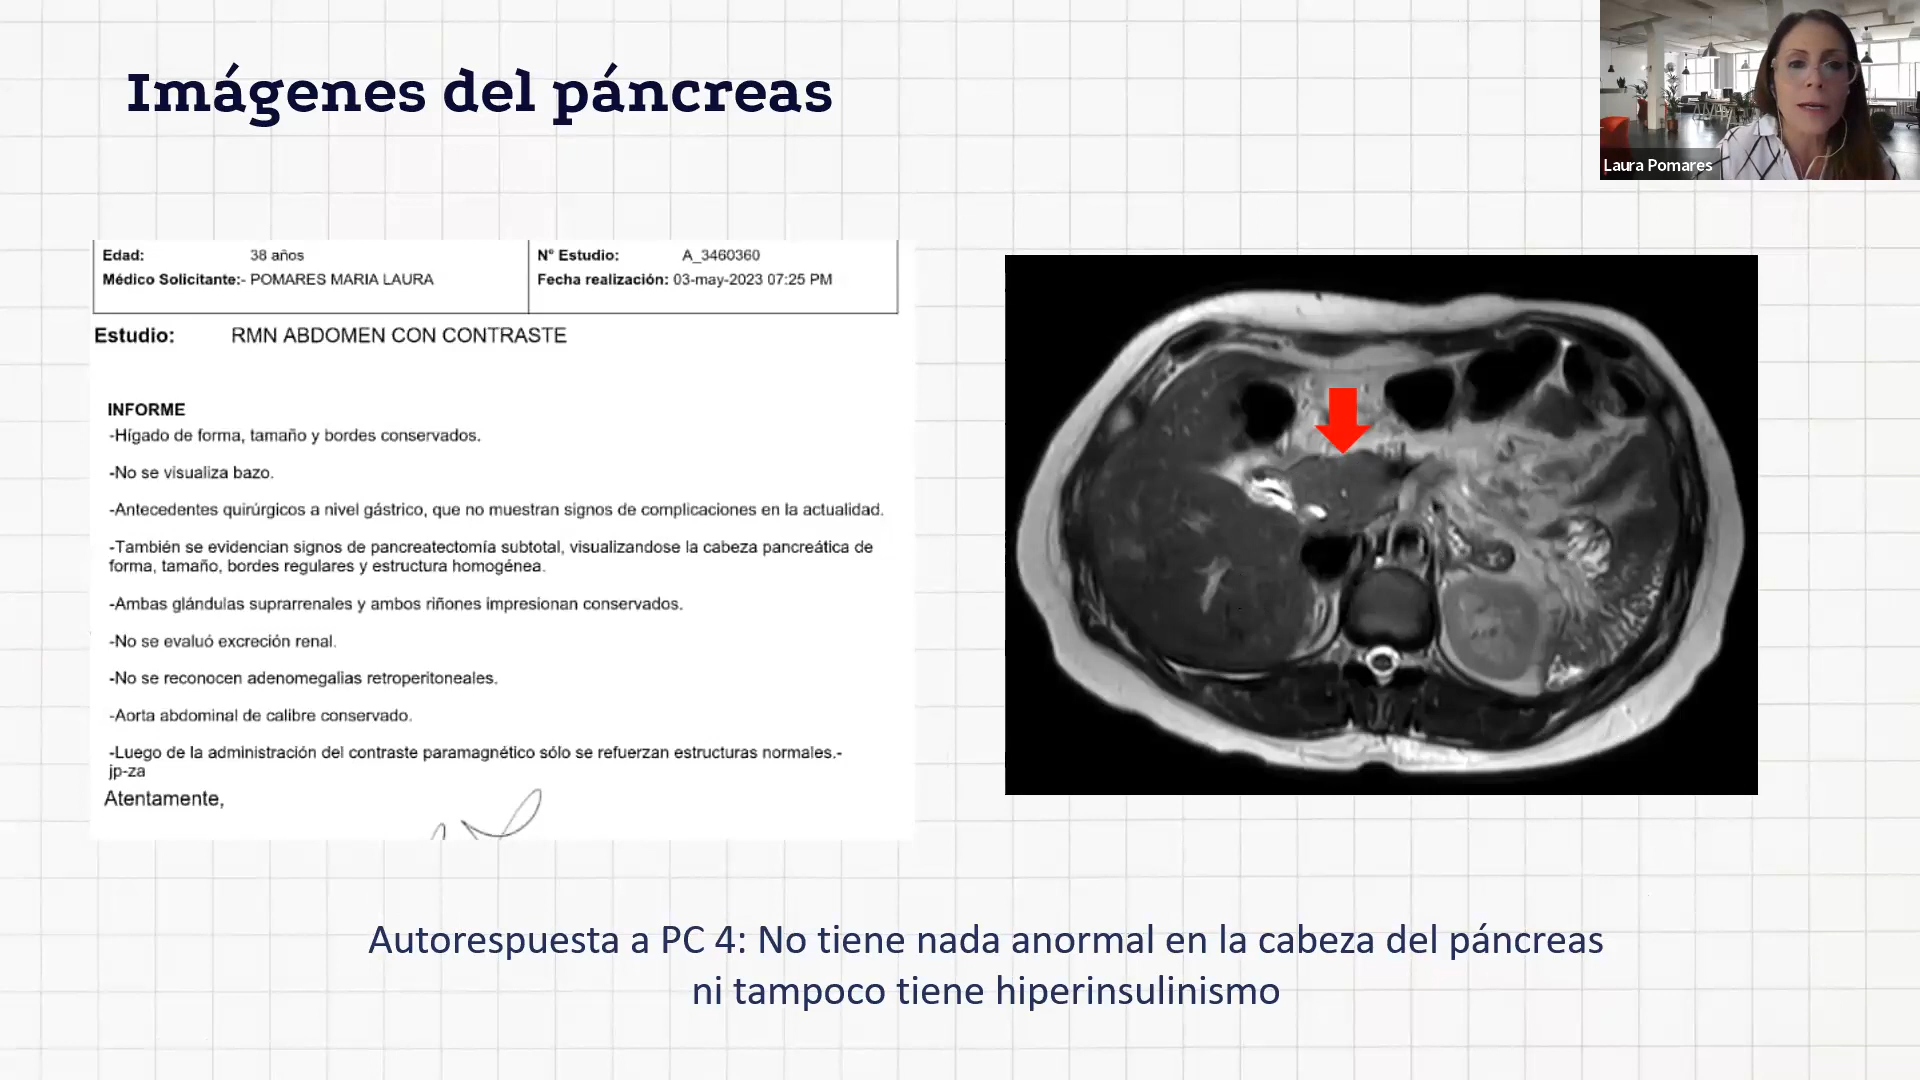 Imágenes del páncreas
Laura Pomares
Edad: 38 años
N° Estudio: A_3460360
Médico Solicitante:- POMARES MARIA LAURA
Fecha realización: 03-may-2023 07:25 PM
Estudio: RMN ABDOMEN CON CONTRASTE
INFORME
-Hígado de forma, tamaño y bordes conservados.
-No se visualiza bazo.
-Antecedentes quirúrgicos a nivel gástrico, que no muestran signos de complicaciones en la actualidad.
-También se evidencian signos de pancreatectomía subtotal, visualizandose la cabeza pancreática de
forma, tamaño, bordes regulares y estructura homogénea.
-Ambas glándulas suprarrenales y ambos riñones impresionan conservados.
-No se evaluó excreción renal.
-No se reconocen adenomegalias retroperitoneales.
-Aorta abdominal de calibre conservado.
-Luego de la administración del contraste paramagnético sólo se refuerzan estructuras normales.-
jp-za
Atentamente,
Autorespuesta a PC 4: No tiene nada anormal en la cabeza del páncreas
ni tampoco tiene hiperinsulinismo